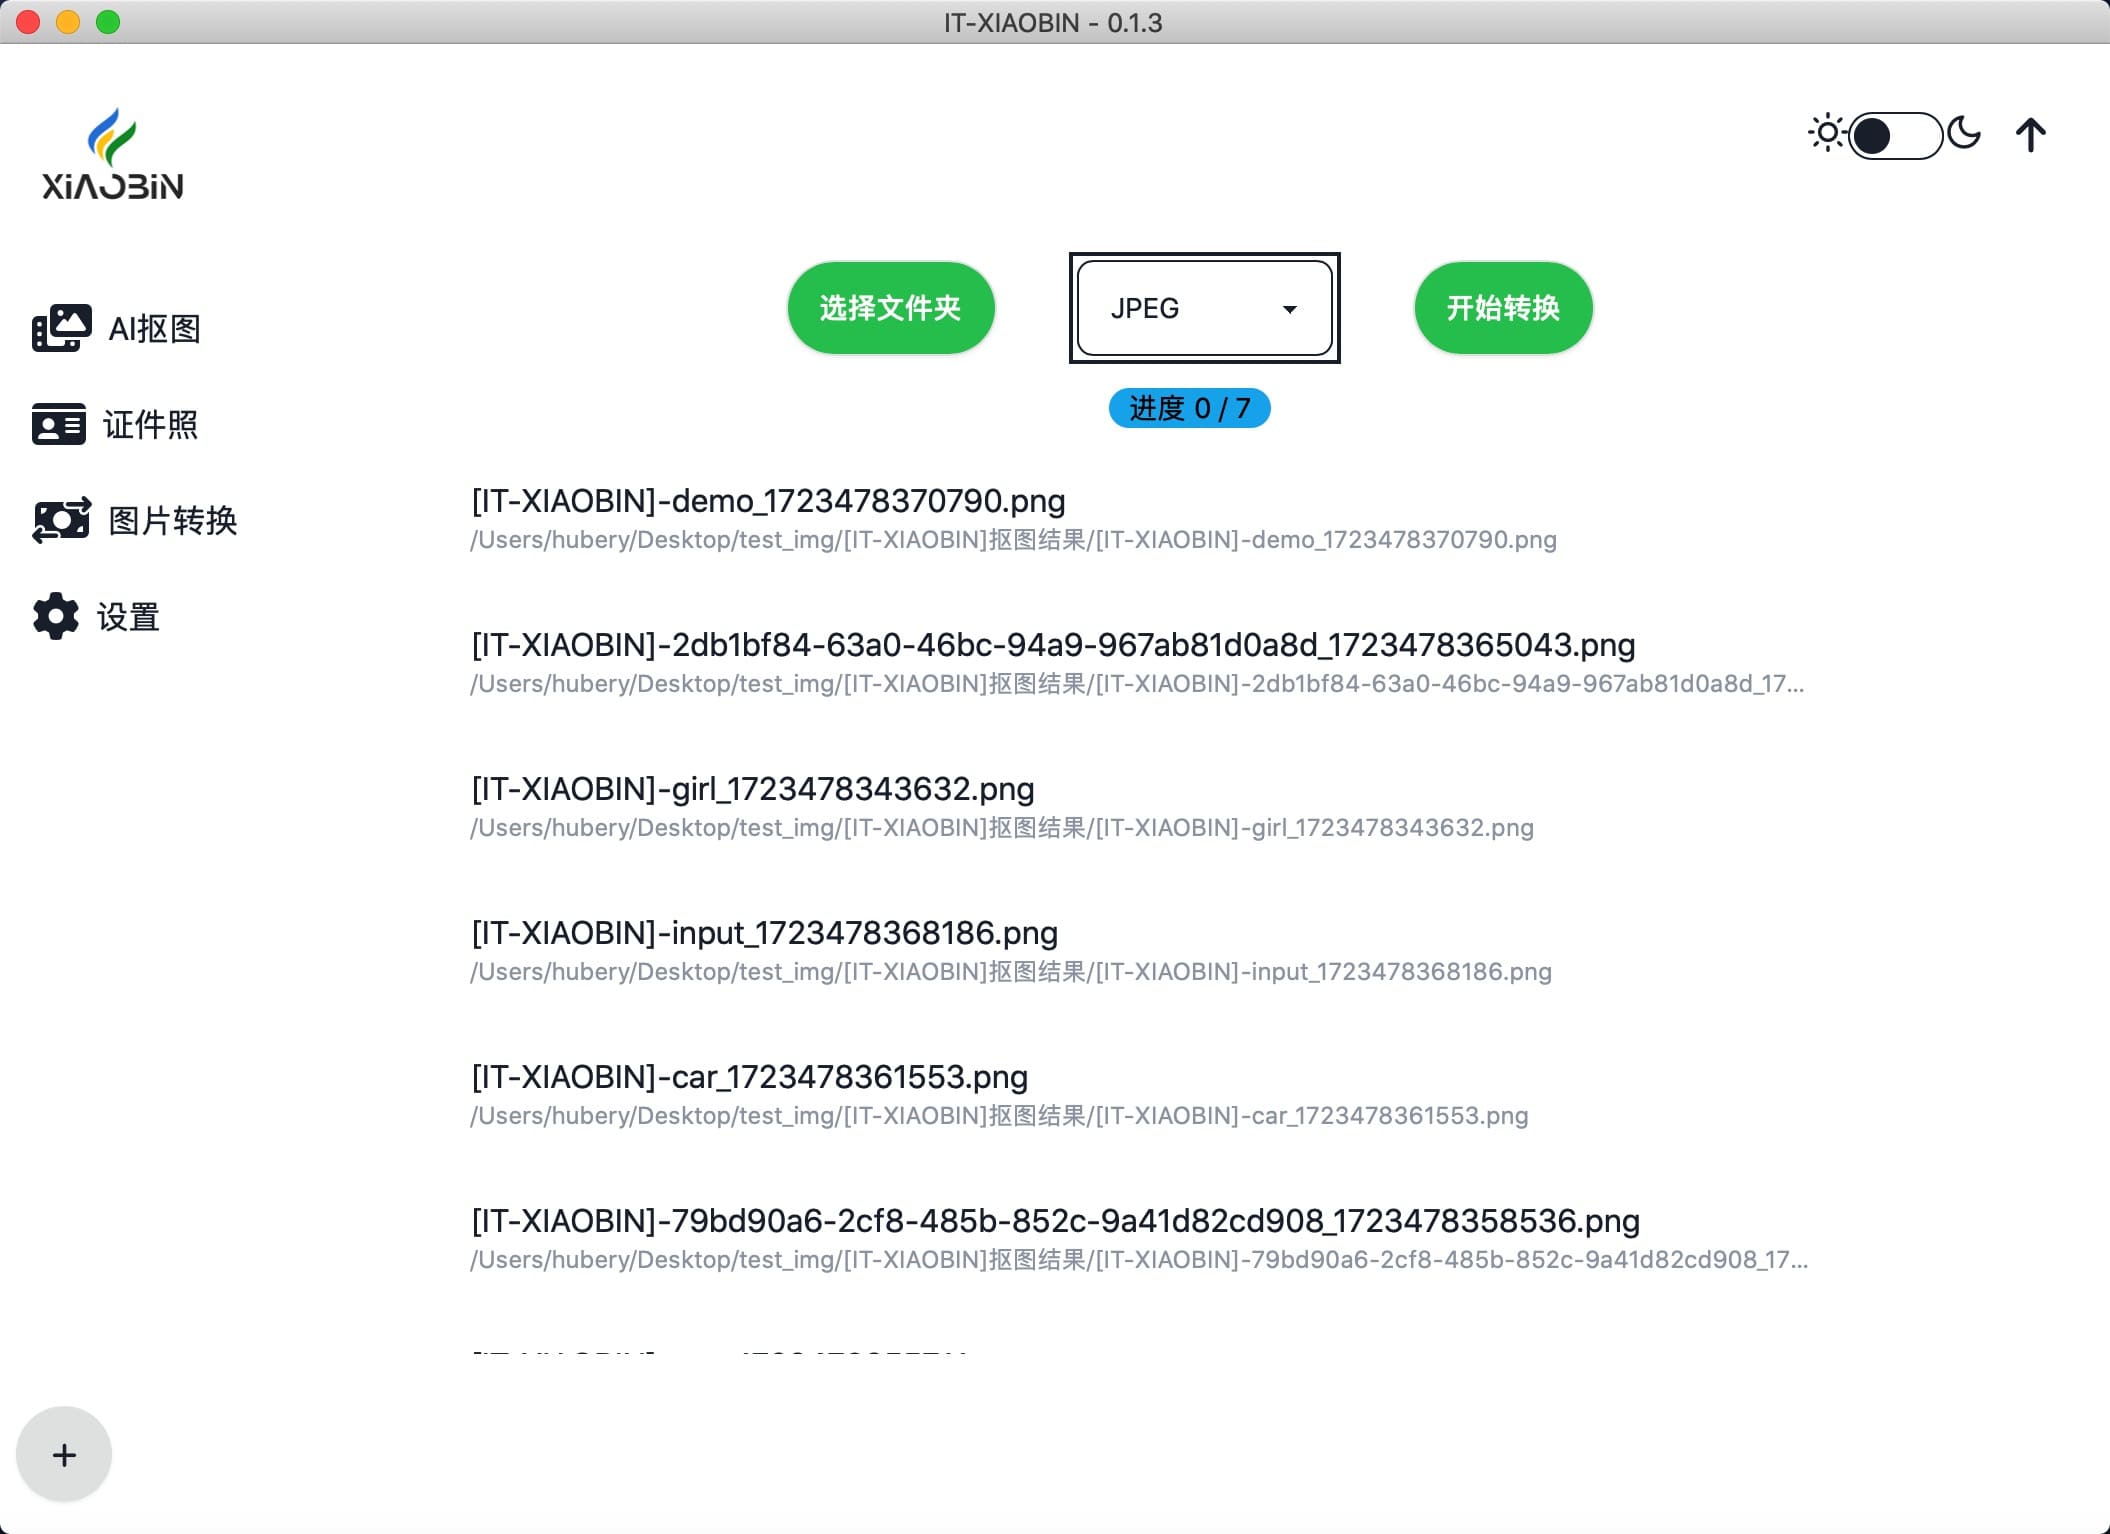 IT-XIAOBIN - 0.1.3
XiAOBiN
AI抠图
证件照
图片转换
设置
选择文件夹
JPEG
开始转换
进度 0 / 7
[IT-XIAOBIN]-demo_1723478370790.png
/Users/hubery/Desktop/test_img/[IT-XIAOBIN]抠图结果/[IT-XIAOBIN]-demo_1723478370790.png
[IT-XIAOBIN]-2db1bf84-63a0-46bc-94a9-967ab81d0a8d_1723478365043.png
/Users/hubery/Desktop/test_img/[IT-XIAOBIN]抠图结果/[IT-XIAOBIN]-2db1bf84-63a0-46bc-94a9-967ab81d0a8d_17...
[IT-XIAOBIN]-girl_1723478343632.png
/Users/hubery/Desktop/test_img/[IT-XIAOBIN]抠图结果/[IT-XIAOBIN]-girl_1723478343632.png
[IT-XIAOBIN]-input_1723478368186.png
/Users/hubery/Desktop/test_img/[IT-XIAOBIN]抠图结果/[IT-XIAOBIN]-input_1723478368186.png
[IT-XIAOBIN]-car_1723478361553.png
/Users/hubery/Desktop/test_img/[IT-XIAOBIN]抠图结果/[IT-XIAOBIN]-car_1723478361553.png
[IT-XIAOBIN]-79bd90a6-2cf8-485b-852c-9a41d82cd908_1723478358536.png
/Users/hubery/Desktop/test_img/[IT-XIAOBIN]抠图结果/[IT-XIAOBIN]-79bd90a6-2cf8-485b-852c-9a41d82cd908_17...
+